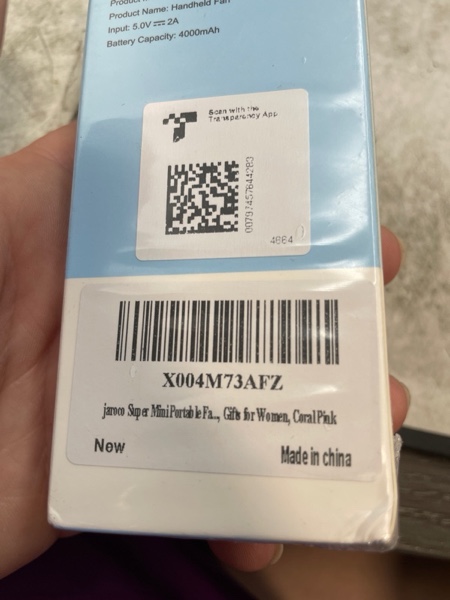 Product Name: Handheld Fan
Input: 5.0V ⎓ 2A
Battery Capacity: 4000mAh
Scan with the
Transparency App
4664
X004M73AFZ
jaroco Super Mini Portable Fa..., Gifts for Women, Coral Pink
New
Made in china